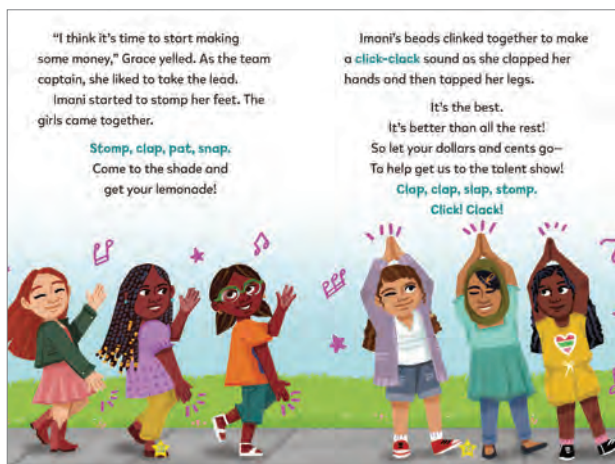 “I think it’s time to start making
some money,” Grace yelled. As the team
captain, she liked to take the lead.
Imani started to stomp her feet. The
girls came together.
Stomp, clap, pat, snap.
Come to the shade and
get your lemonade!
Imani’s beads clinked together to make
a click-clack sound as she clapped her
hands and then tapped her legs.
It’s the best.
It’s better than all the rest!
So let your dollars and cents go—
To help get us to the talent show!
Clap, clap, slap, stomp.
Click! Clack!